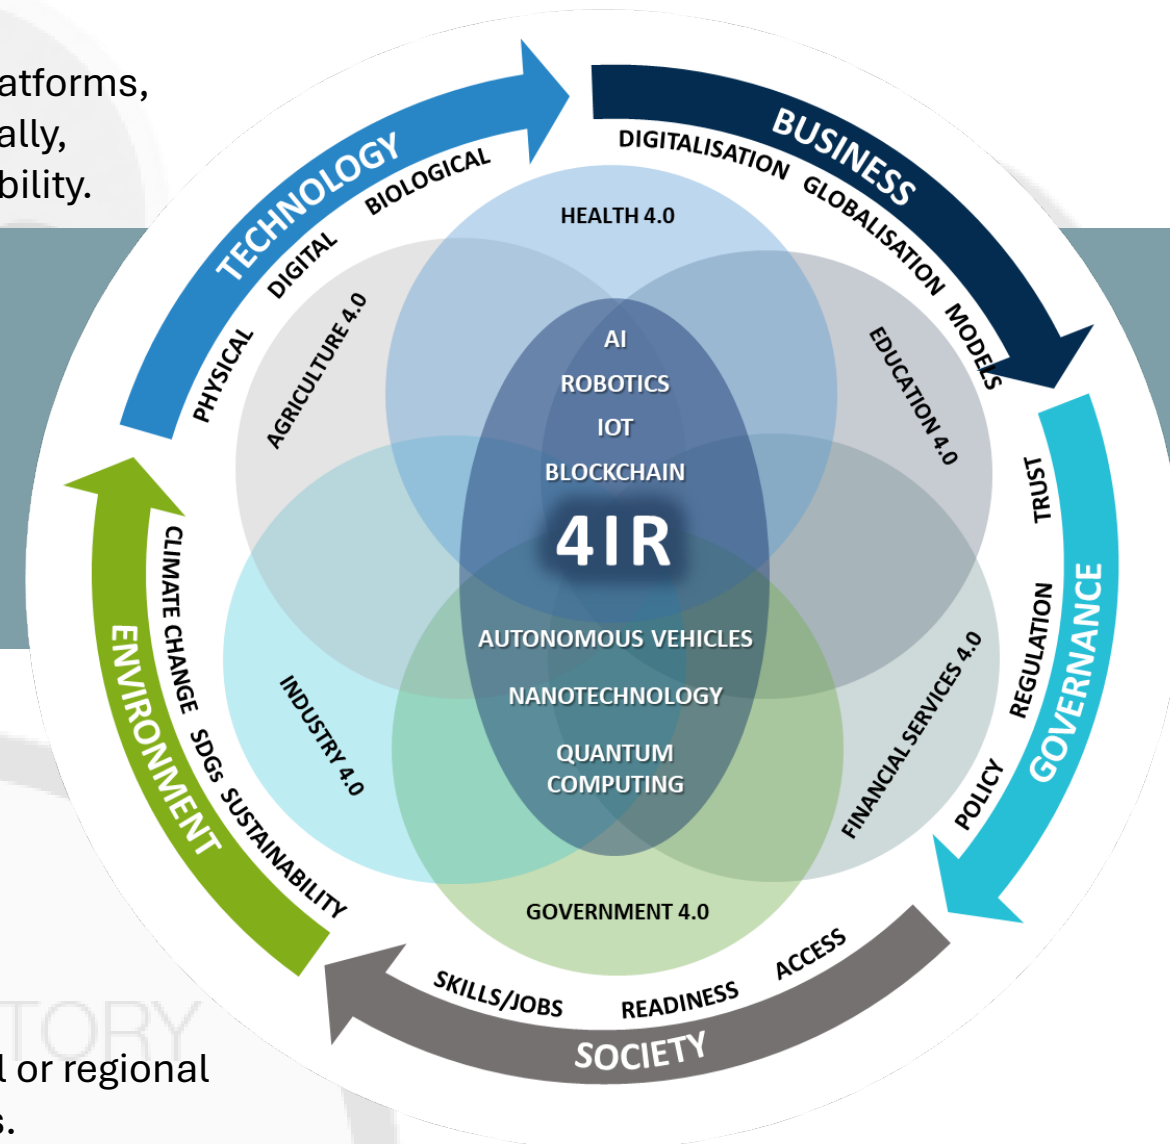 atforms,
ally,
bility.
TECHNOLOGY
PHYSICAL DIGITAL BIOLOGICAL
BUSINESS
DIGITALISATION GLOBALISATION MODELS
GOVERNANCE
TRUST
REGULATION
POLICY
SOCIETY
SKILLS/JOBS READINESS ACCESS
ENVIRONMENT
CLIMATE CHANGE SDGs SUSTAINABILITY
HEALTH 4.0
AGRICULTURE 4.0
EDUCATION 4.0
INDUSTRY 4.0
FINANCIAL SERVICES 4.0
GOVERNMENT 4.0
AI
ROBOTICS
IOT
BLOCKCHAIN
4IR
AUTONOMOUS VEHICLES
NANOTECHNOLOGY
QUANTUM
COMPUTING
TORY
l or regional
s.